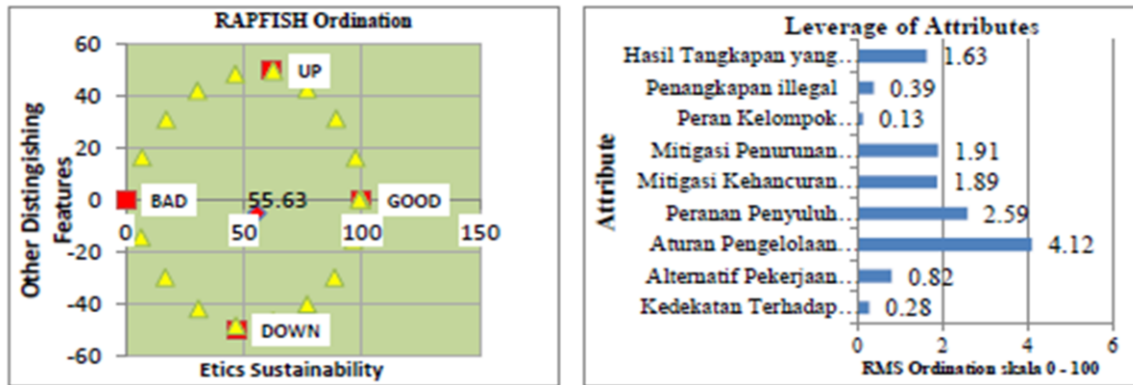 RAPFISH Ordination
60
40
20
0
-20
-40
-60
UP
BAD
55.63
GOOD
0
50
100
150
DOWN
Other Distingishing
Features
Etics Sustainability
Leverage of Attributes
Attribute
Hasil Tangkapan yang…
1.63
Penangkapan illegal
0.39
Peran Kelompok…
0.13
Mitigasi Penurunan…
1.91
Mitigasi Kehancuran…
1.89
Peranan Penyuluh…
2.59
Aturan Pengelolaan…
4.12
Alternatif Pekerjaan…
0.82
Kedekatan Terhadap…
0.28
0
2
4
6
RMS Ordination skala 0 - 100